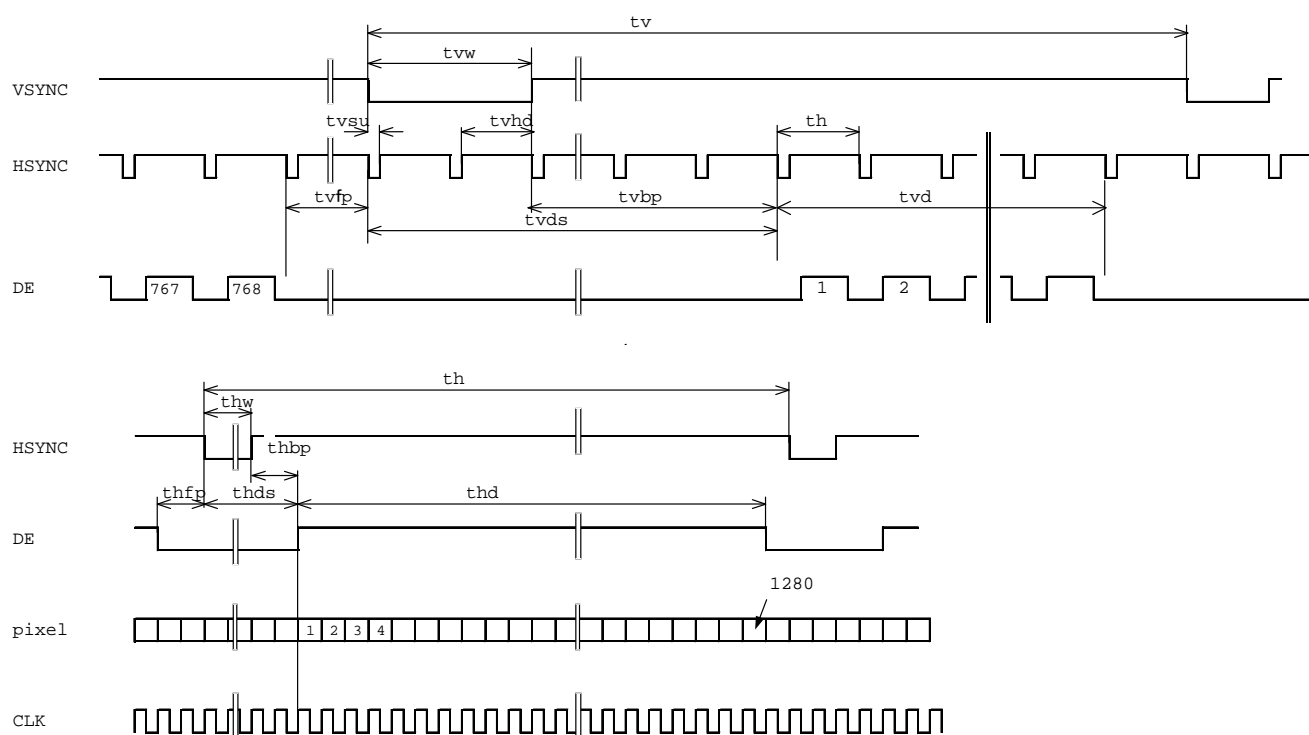 tv
tvw
VSYNC
tvsu
tvhd
th
HSYNC
tvfp
tvbp
tvd
tvds
DE
767
768
1
2
th
thw
HSYNC
thbp
thfp
thds
thd
DE
1280
pixel
1 2 3 4
CLK